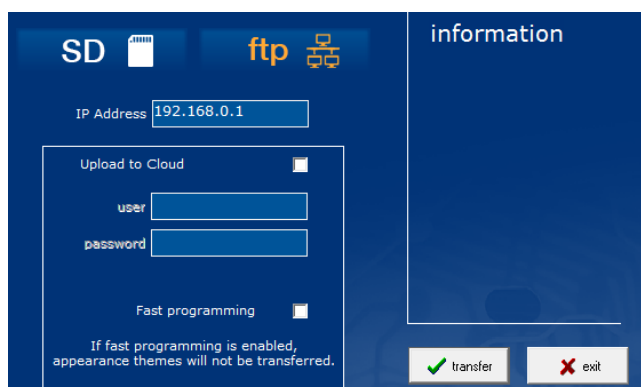 SD
ftp
information
IP Address 192.168.0.1
Upload to Cloud
user
password
Fast programming
If fast programming is enabled,
appearance themes will not be transferred.
transfer
exit